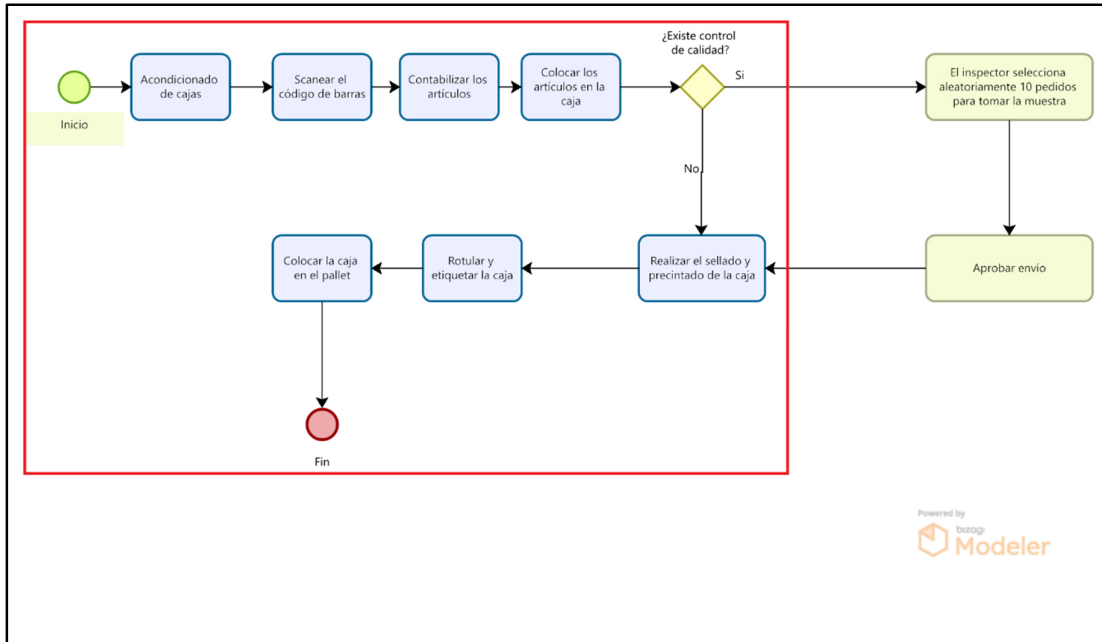 ¿Existe control
de calidad?
Inicio
Acondicionado
de cajas
Scanear el
código de barras
Contabilizar los
artículos
Colocar los
artículos en la
caja
Si
El inspector selecciona
aleatoriamente 10 pedidos
para tomar la muestra
No
Colocar la caja
en el pallet
Rotular y
etiquetar la caja
Realizar el sellado y
precintado de la caja
Aprobar envío
Fin
Powered by
bizagi
Modeler